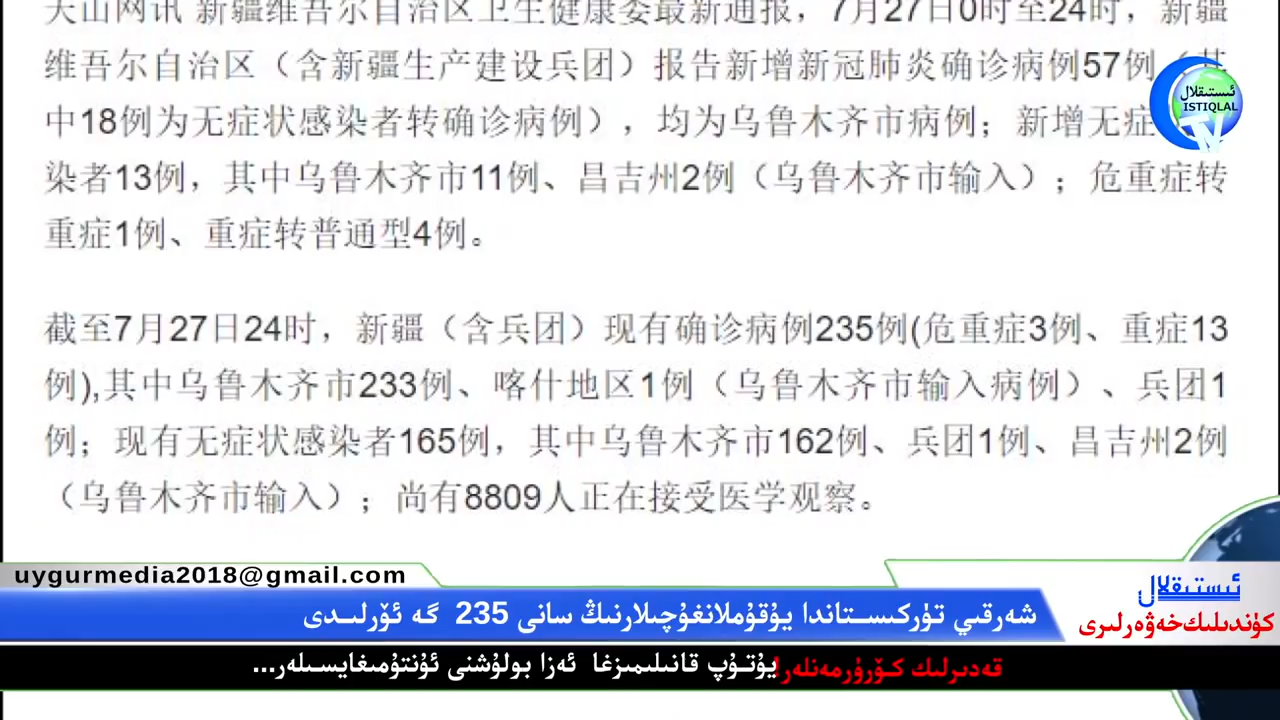 天山网讯 新疆维吾尔自治区卫生健康委最新通报，7月27日0时至24时，新疆
维吾尔自治区（含新疆生产建设兵团）报告新增新冠肺炎确诊病例57例（其
中18例为无症状感染者转确诊病例），均为乌鲁木齐市病例；新增无症
染者13例，其中乌鲁木齐市11例、昌吉州2例（乌鲁木齐市输入）；危重症转
重症1例、重症转普通型4例。
截至7月27日24时，新疆（含兵团）现有确诊病例235例(危重症3例、重症13
例),其中乌鲁木齐市233例、喀什地区1例（乌鲁木齐市输入病例）、兵团1
例；现有无症状感染者165例，其中乌鲁木齐市162例、兵团1例、昌吉州2例
（乌鲁木齐市输入）；尚有8809人正在接受医学观察。
ئىستىقلال
ISTIQLAL
TV
uygurmedia2018@gmail.com
شەرقىي تۈركىستاندا يۇقۇملانغۇچىلارنىڭ سانى 235 گە ئۆرلىدى
ئىستىقلال
كۈندىلىك خەۋەرلىرى
قەدىرلىك كۆرۈرمەنلەر يۇتۇپ قانىلىمىزغا ئەزا بولۇشنى ئۇنتۇمىغايسىلەر...